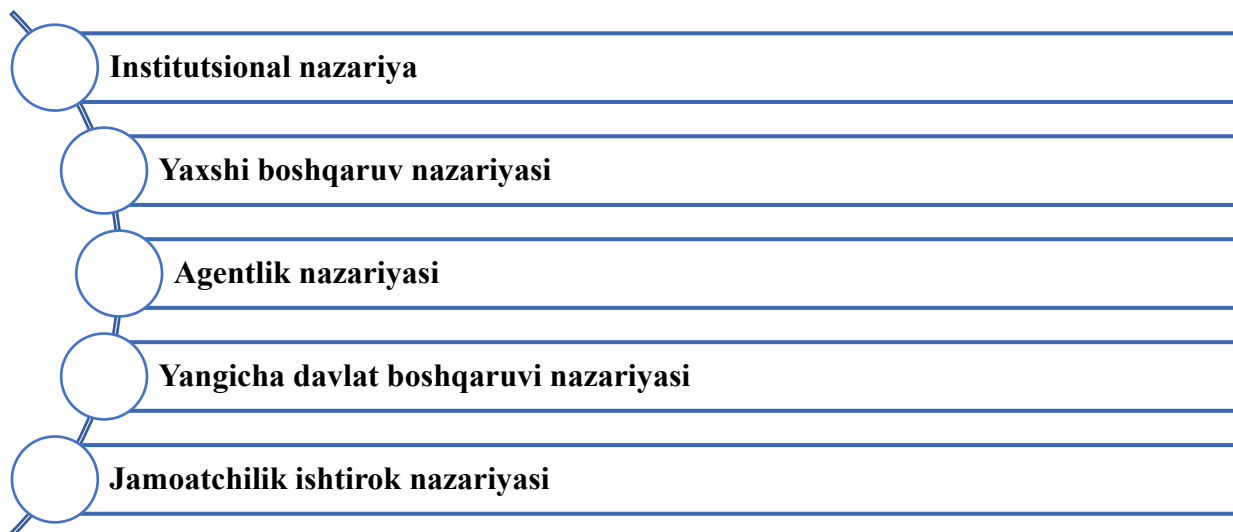 Institutsional nazariya
Yaxshi boshqaruv nazariyasi
Agentlik nazariyasi
Yangicha davlat boshqaruvi nazariyasi
Jamoatchilik ishtirok nazariyasi